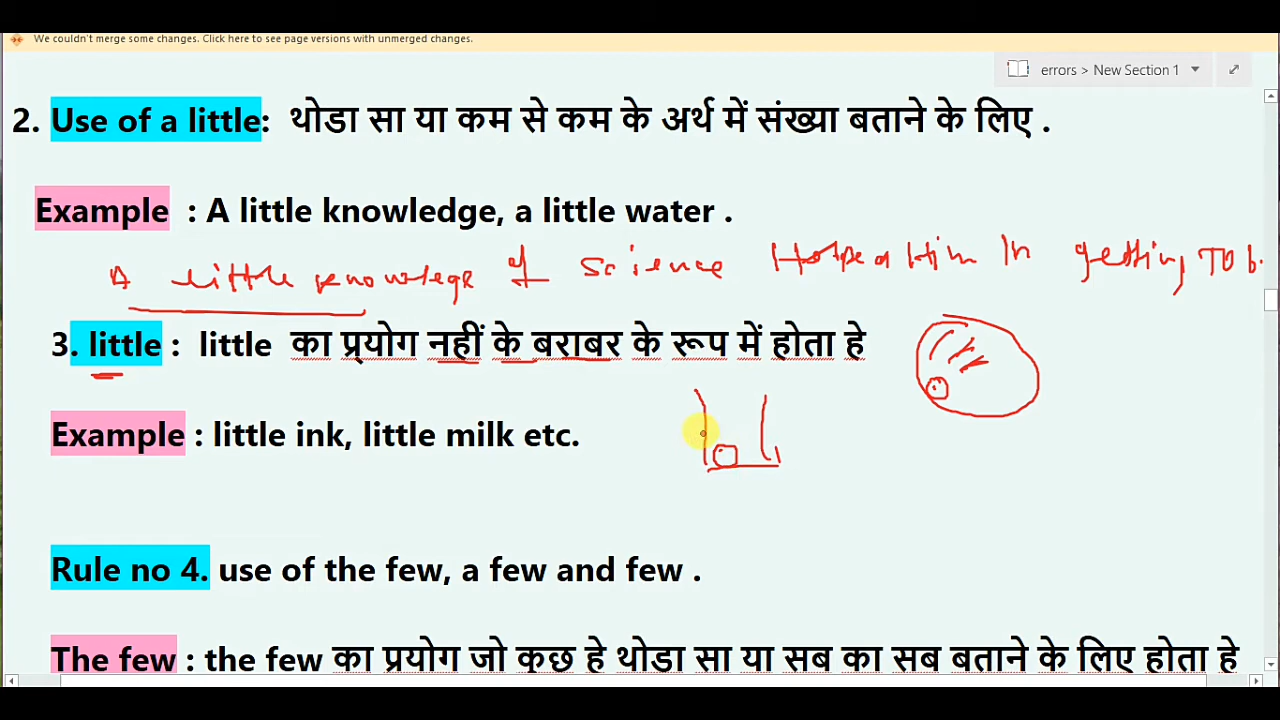 We couldn't merge some changes. Click here to see page versions with unmerged changes.
errors > New Section 1
2. Use of a little: थोडा सा या कम से कम के अर्थ में संख्या बताने के लिए .
Example : A little knowledge, a little water .
A little knowlege of science Helped Him In getting TO b.
3. little : little का प्र्योग नहीं के बराबर के रूप में होता हे
Example : little ink, little milk etc.
Rule no 4. use of the few, a few and few .
The few : the few का प्रयोग जो कुछ हे थोडा सा या सब का सब बताने के लिए होता हे